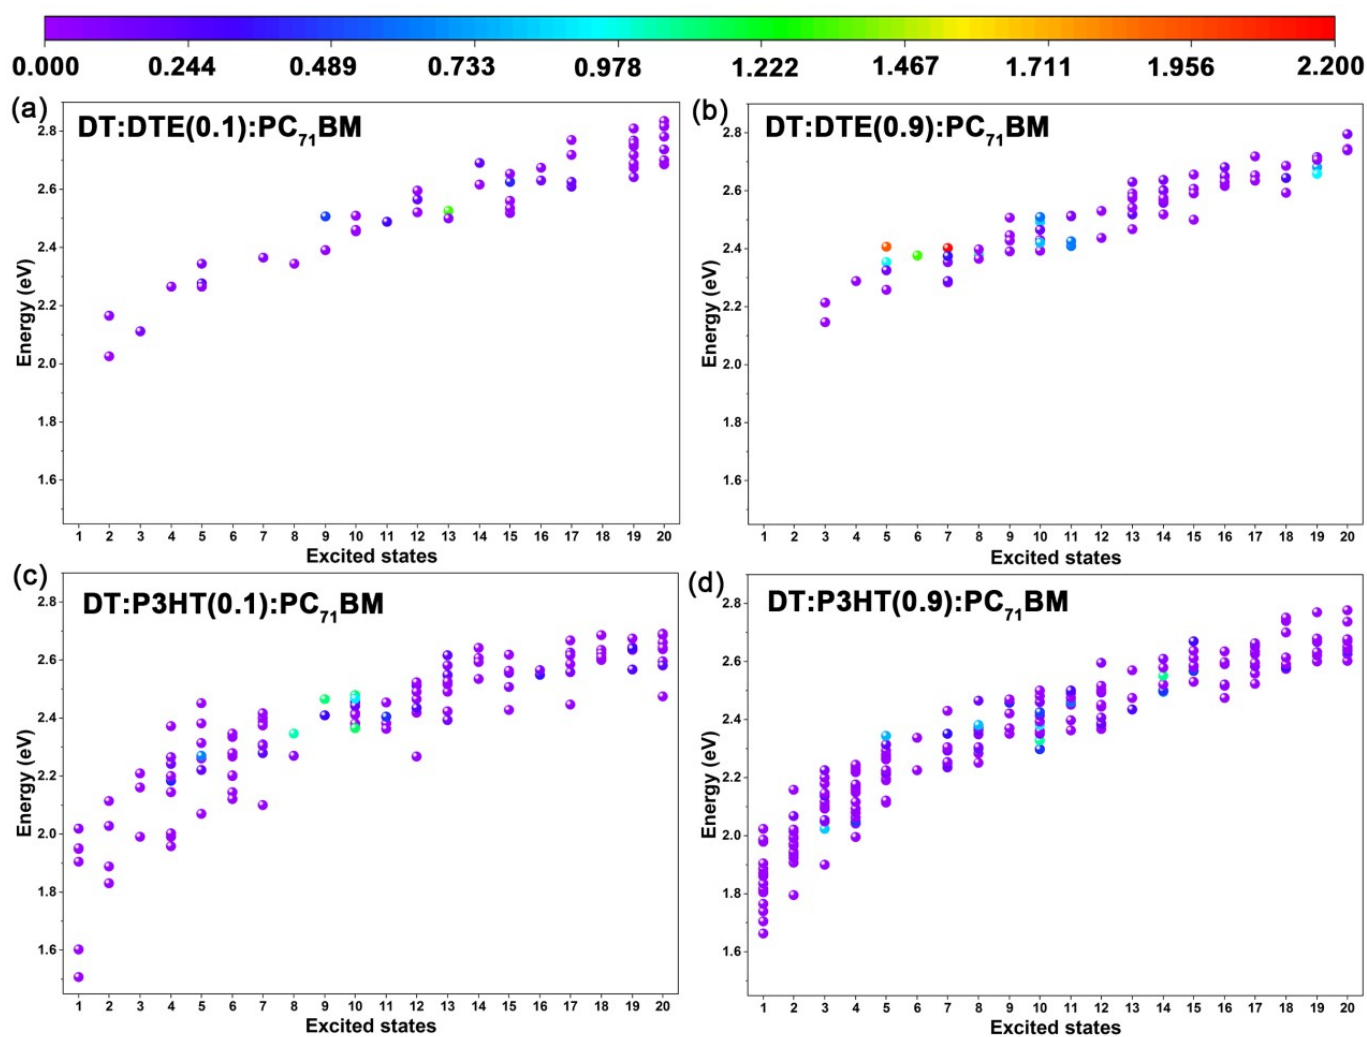 0.000 0.244 0.489 0.733 0.978 1.222 1.467 1.711 1.956 2.200
(a)
DT:DTE(0.1):PC71BM
2.8
2.6
2.4
2.2
2.0
1.8
1.6
Energy (eV)
1 2 3 4 5 6 7 8 9 10 11 12 13 14 15 16 17 18 19 20
Excited states
(b)
DT:DTE(0.9):PC71BM
2.8
2.6
2.4
2.2
2.0
1.8
1.6
Energy (eV)
1 2 3 4 5 6 7 8 9 10 11 12 13 14 15 16 17 18 19 20
Excited states
(c)
DT:P3HT(0.1):PC71BM
2.8
2.6
2.4
2.2
2.0
1.8
1.6
Energy (eV)
1 2 3 4 5 6 7 8 9 10 11 12 13 14 15 16 17 18 19 20
Excited states
(d)
DT:P3HT(0.9):PC71BM
2.8
2.6
2.4
2.2
2.0
1.8
1.6
Energy (eV)
1 2 3 4 5 6 7 8 9 10 11 12 13 14 15 16 17 18 19 20
Excited states